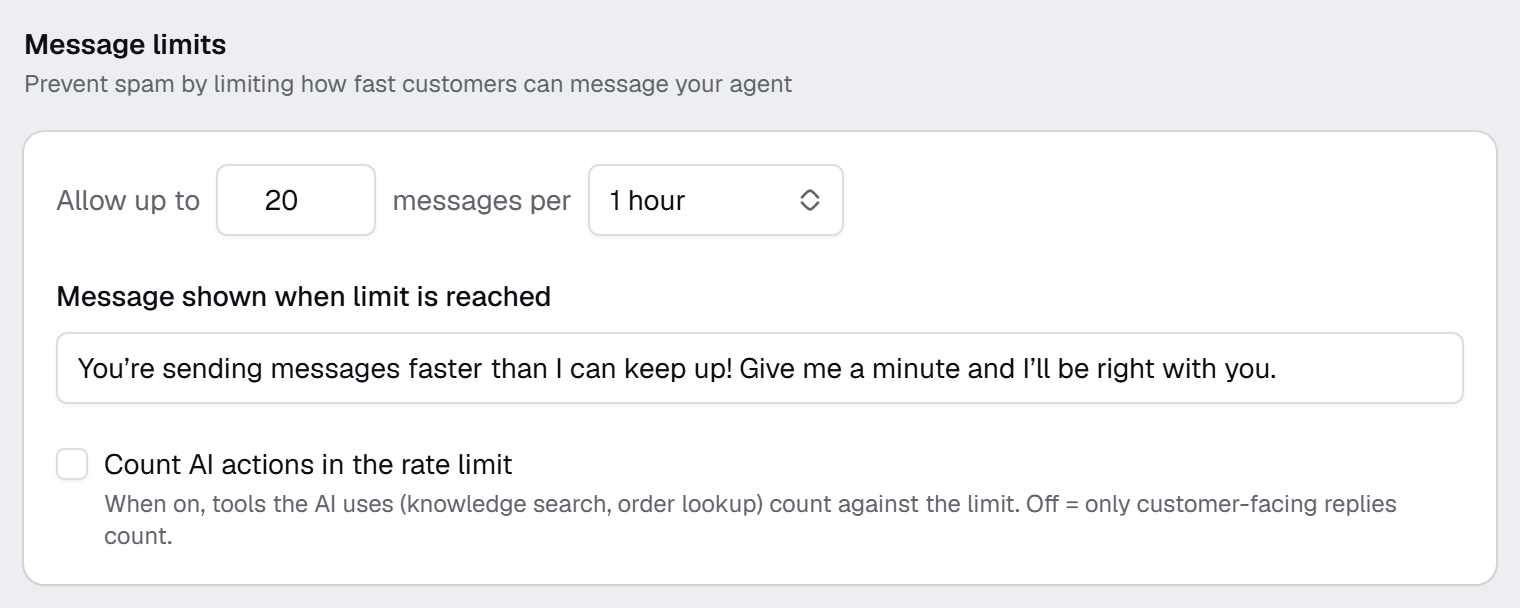 Message limits
Prevent spam by limiting how fast customers can message your agent
Allow up to 20 messages per 1 hour
Message shown when limit is reached
You’re sending messages faster than I can keep up! Give me a minute and I’ll be right with you.
Count AI actions in the rate limit
When on, tools the AI uses (knowledge search, order lookup) count against the limit. Off = only customer-facing replies
count.